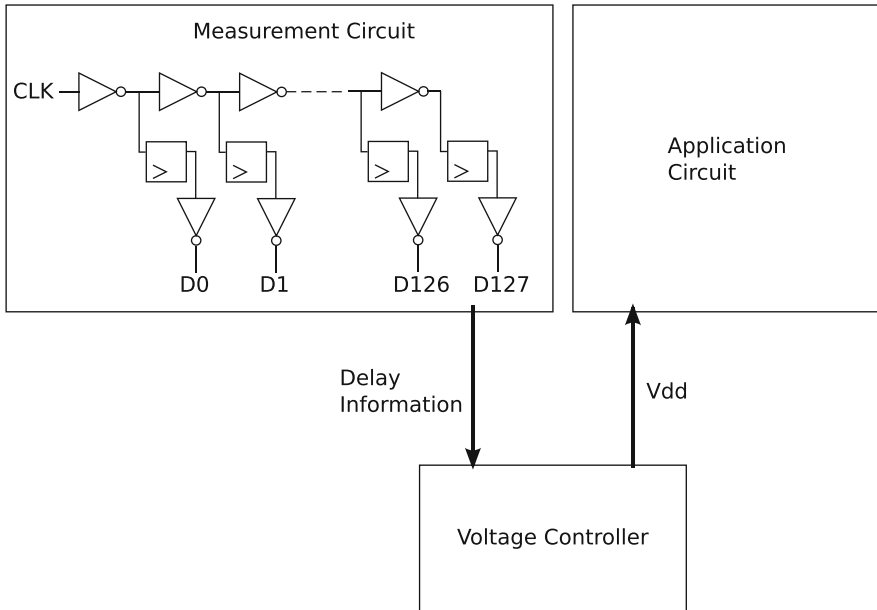 Measurement Circuit
CLK
D0
D1
D126
D127
Application
Circuit
Delay
Information
Vdd
Voltage Controller